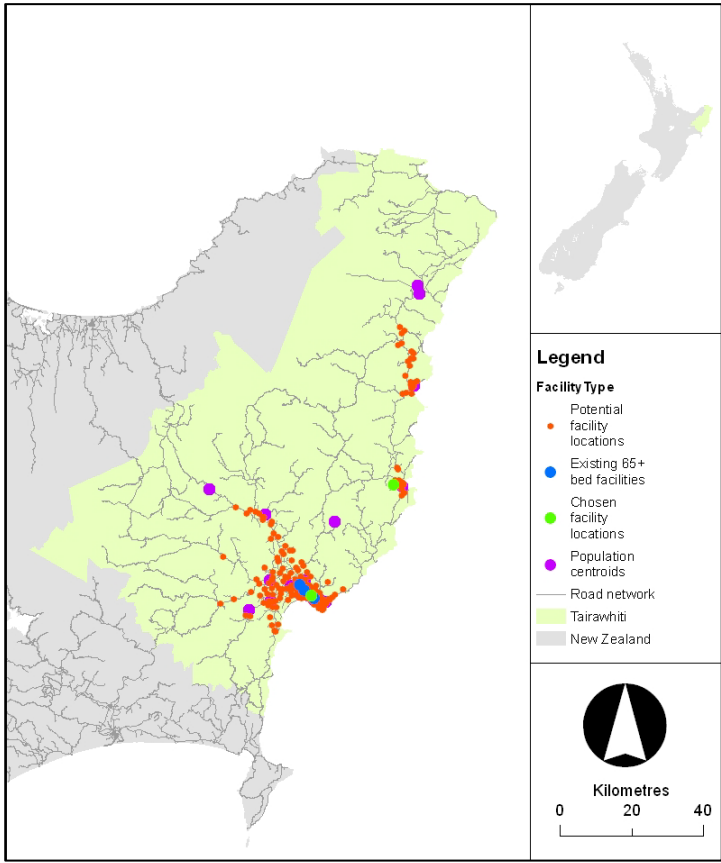 Legend
Facility Type
Potential
facility
locations
Existing 65+
bed facilities
Chosen
facility
locations
Population
centroids
Road network
Tairawhiti
New Zealand
Kilometres
0 20 40